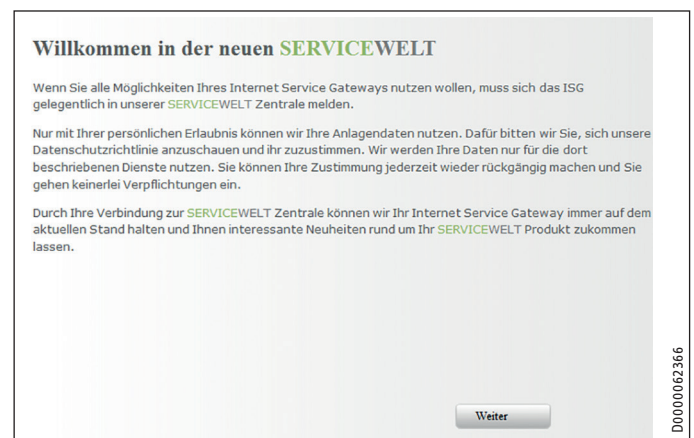 Willkommen in der neuen SERVICEWELT
Wenn Sie alle Möglichkeiten Ihres Internet Service Gateways nutzen wollen, muss sich das ISG
gelegentlich in unserer SERVICEWELT Zentrale melden.
Nur mit Ihrer persönlichen Erlaubnis können wir Ihre Anlagendaten nutzen. Dafür bitten wir Sie, sich unsere
Datenschutzrichtlinie anzuschauen und ihr zuzustimmen. Wir werden Ihre Daten nur für die dort
beschriebenen Dienste nutzen. Sie können Ihre Zustimmung jederzeit wieder rückgängig machen und Sie
gehen keinerlei Verpflichtungen ein.
Durch Ihre Verbindung zur SERVICEWELT Zentrale können wir Ihr Internet Service Gateway immer auf dem
aktuellen Stand halten und Ihnen interessante Neuheiten rund um Ihr SERVICEWELT Produkt zukommen
lassen.
Weiter
D0000062366